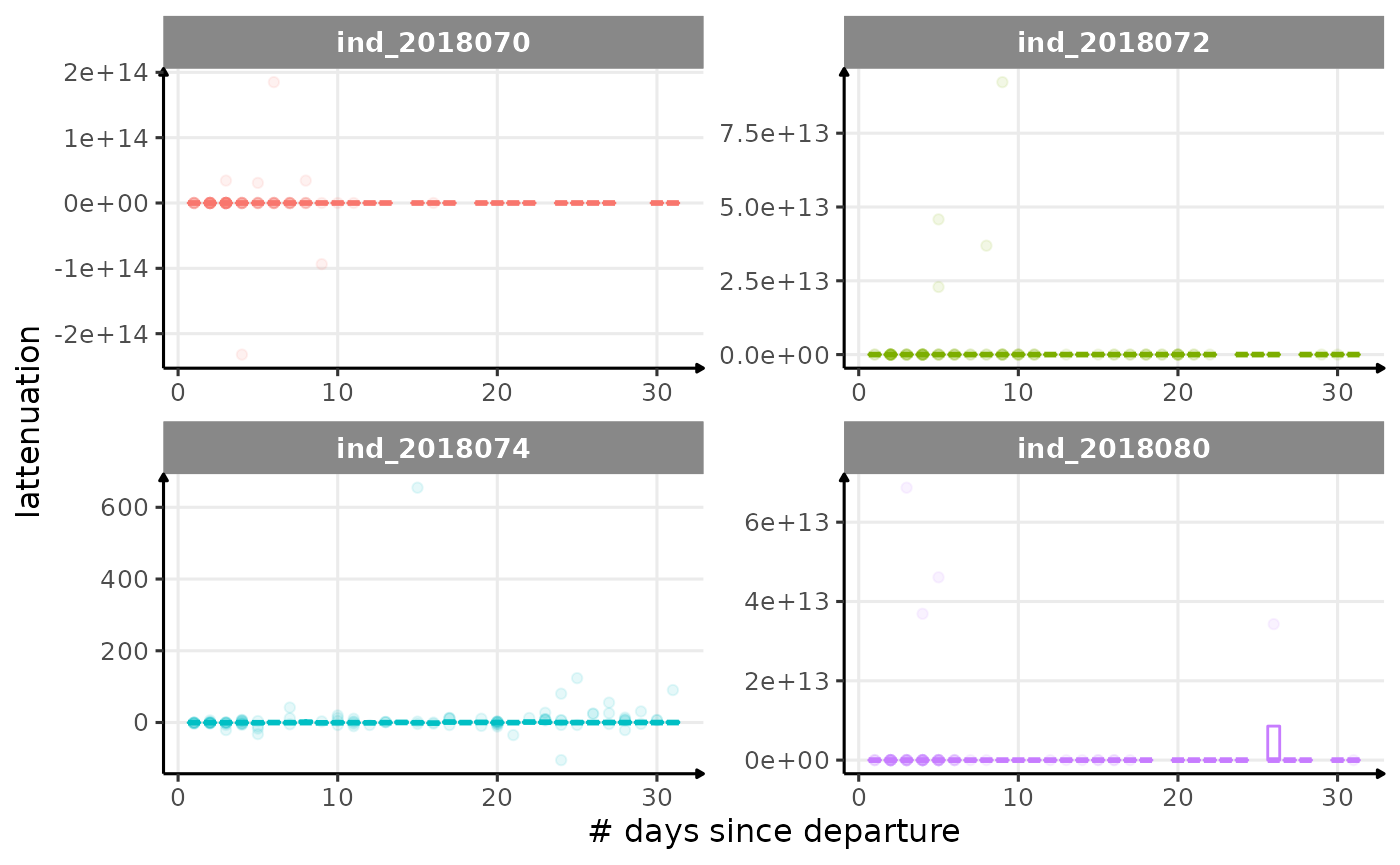 ind_2018070
ind_2018072
2e+14
1e+14
0e+00
-1e+14
-2e+14
7.5e+13
5.0e+13
2.5e+13
0.0e+00
0 10 20 30
0 10 20 30
lattenuation
ind_2018074
ind_2018080
600
400
200
0
6e+13
4e+13
2e+13
0e+00
0 10 20 30
0 10 20 30
# days since departure